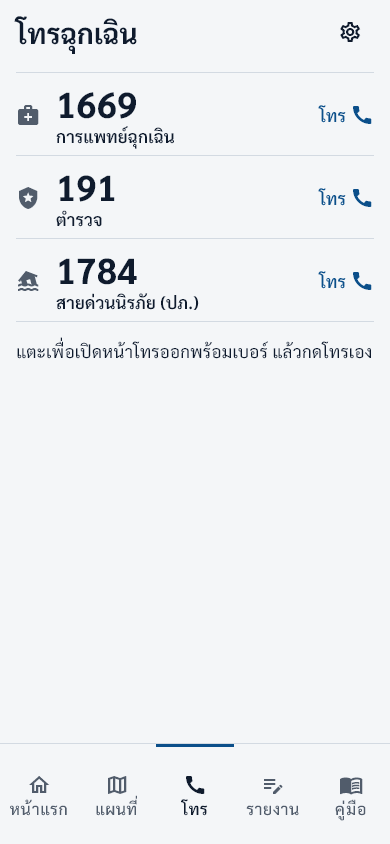 โทรฉุกเฉิน
1669
การแพทย์ฉุกเฉิน
โทร
191
ตำรวจ
โทร
1784
สายด่วนนิรภัย (ปภ.)
โทร
แตะเพื่อเปิดหน้าโทรออกพร้อมเบอร์ แล้วกดโทรเอง
หน้าแรก
แผนที่
โทร
รายงาน
คู่มือ